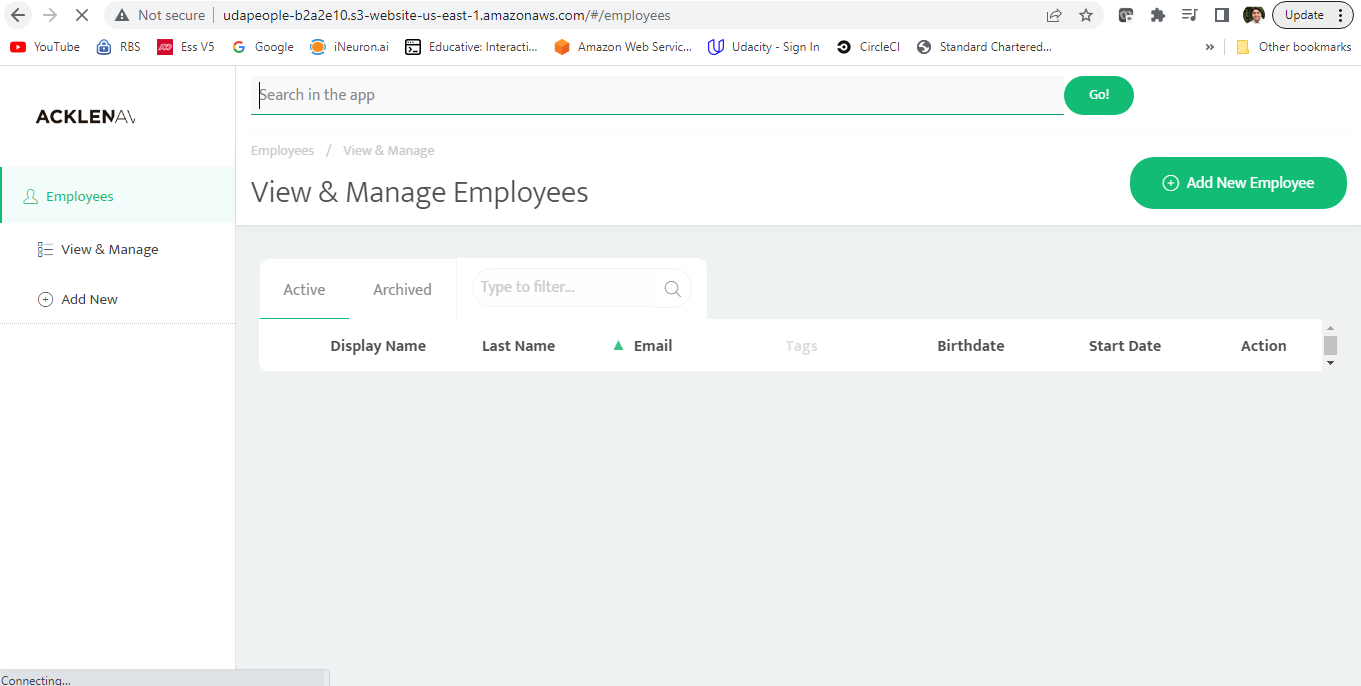 Not secure udapeople-b2a2e10.s3-website-us-east-1.amazonaws.com/#/employees Update
YouTube RBS Ess V5 Google iNeuron.ai Educative: Interacti... Amazon Web Servic... Udacity - Sign In CircleCI Standard Chartered... » Other bookmarks
ACKLENAV
Search in the app Go!
Employees / View & Manage
View & Manage Employees
Add New Employee
Employees
View & Manage
Add New
Active Archived Type to filter...
Display Name Last Name Email Tags Birthdate Start Date Action
Connecting...